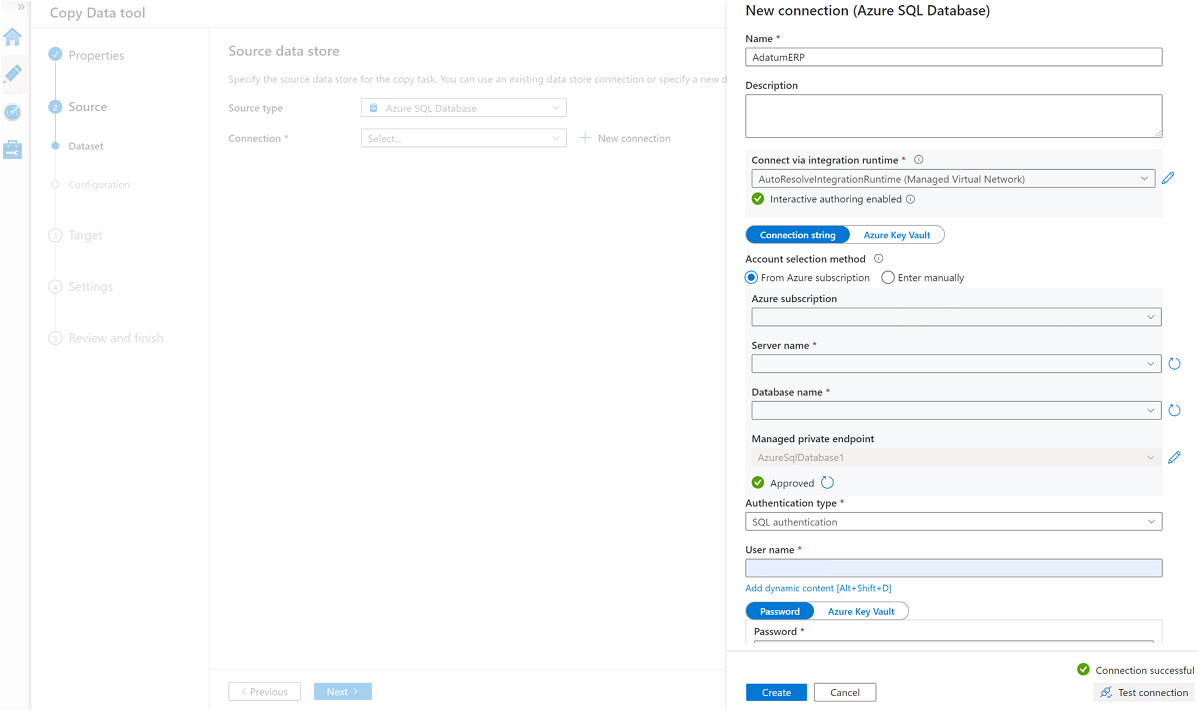 »
Copy Data tool
Properties
2 Source
Dataset
Configuration
3 Target
4 Settings
5 Review and finish
Source data store
Specify the source data store for the copy task. You can use an existing data store connection or specify a new d
Source type Azure SQL Database
Connection * Select... + New connection
< Previous Next >
New connection (Azure SQL Database)
Name *
AdatumERP
Description
Connect via integration runtime *
AutoResolveIntegrationRuntime (Managed Virtual Network)
Interactive authoring enabled
Connection string Azure Key Vault
Account selection method
From Azure subscription Enter manually
Azure subscription
Server name *
Database name *
Managed private endpoint
AzureSqlDatabase1
Approved
Authentication type *
SQL authentication
User name *
Add dynamic content [Alt+Shift+D]
Password Azure Key Vault
Password *
Connection successful
Create Cancel Test connection